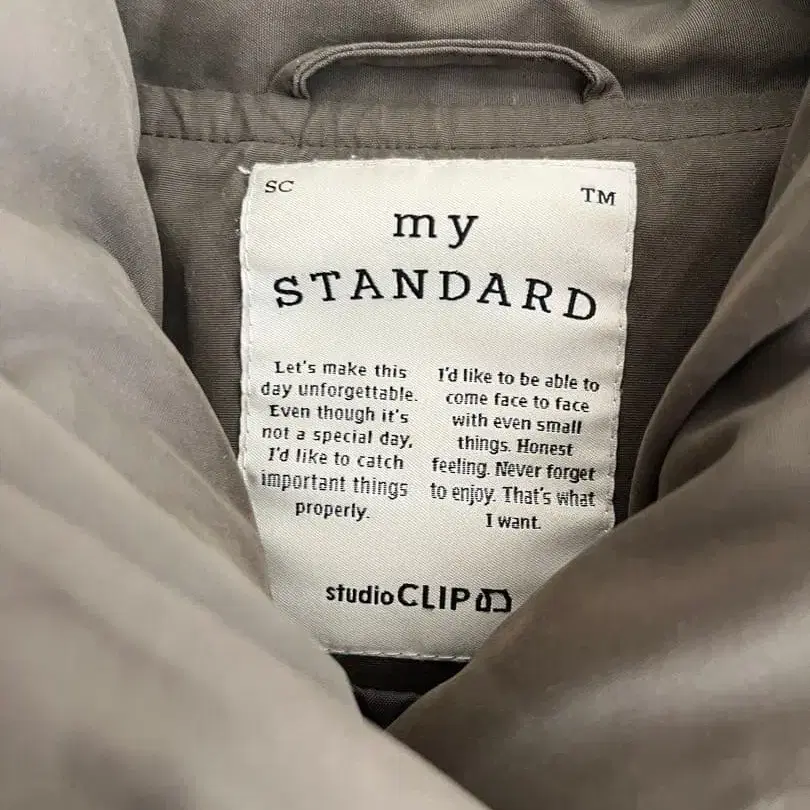 SC
TM
my
STANDARD
Let's make this
day unforgettable.
Even though it's
not a special day,
I'd like to catch
important things
properly.
I'd like to be able to
come face to face
with even small
things. Honest
feeling. Never forget
to enjoy. That's what
I want.
studio CLIP